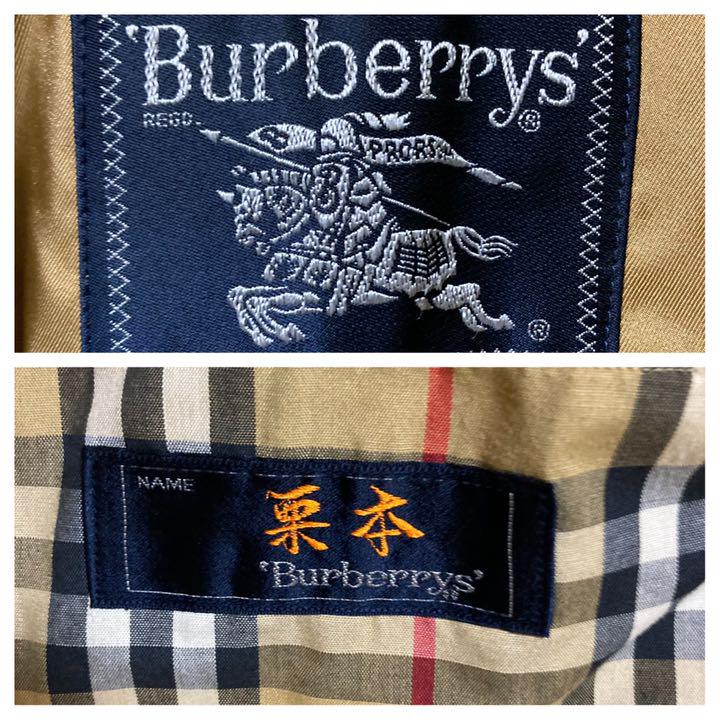 'Burberrys'
REGD.
®
PRORSUM
®
NAME
栗本
'Burberrys'